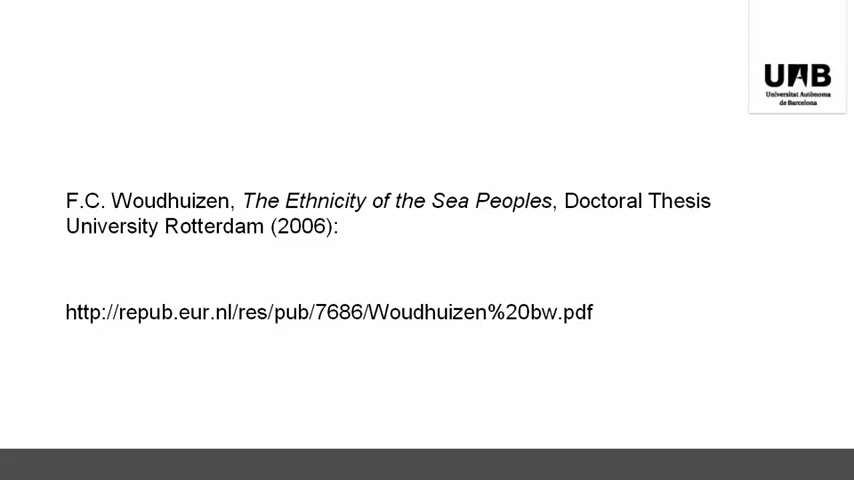 UAB
Universitat Autònoma
de Barcelona
F.C. Woudhuizen, The Ethnicity of the Sea Peoples, Doctoral Thesis
University Rotterdam (2006):
http://repub.eur.nl/res/pub/7686/Woudhuizen%20bw.pdf